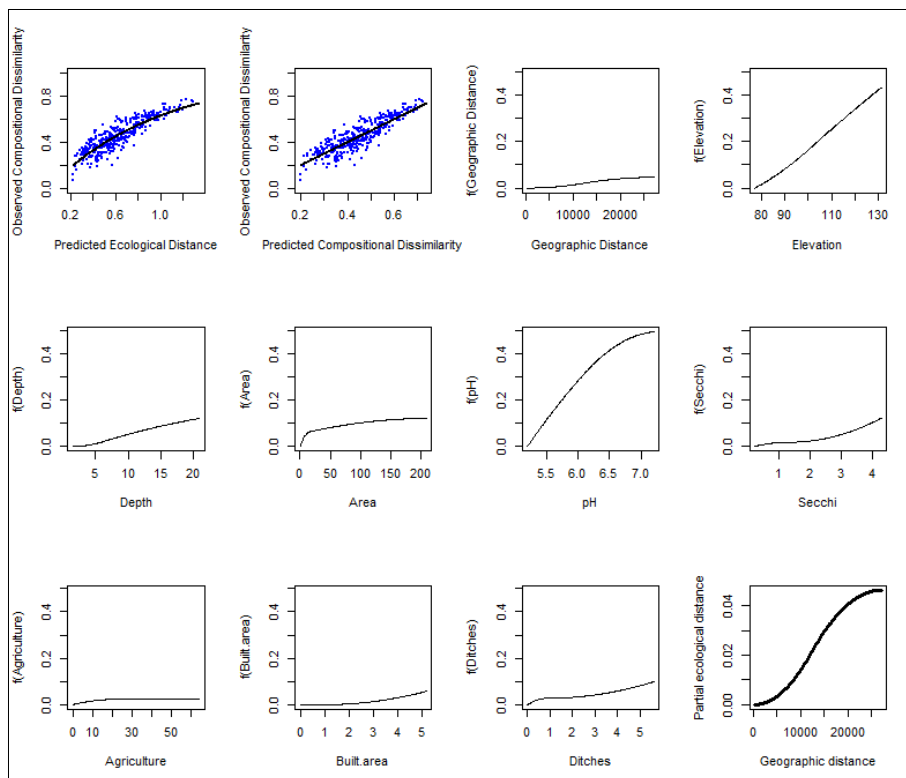 Observed Compositional Dissimilarity
0.0 0.4 0.8
0.2 0.6 1.0
Predicted Ecological Distance
Observed Compositional Dissimilarity
0.0 0.4 0.8
0.2 0.4 0.6
Predicted Compositional Dissimilarity
f(Geographic Distance)
0.0 0.2 0.4
0 10000 20000
Geographic Distance
f(Elevation)
0.0 0.2 0.4
80 90 110 130
Elevation
f(Depth)
0.0 0.2 0.4
5 10 15 20
Depth
f(Area)
0.0 0.2 0.4
0 50 100 150 200
Area
f(pH)
0.0 0.2 0.4
5.5 6.0 6.5 7.0
pH
f(Secchi)
0.0 0.2 0.4
1 2 3 4
Secchi
f(Agriculture)
0.0 0.2 0.4
0 10 30 50
Agriculture
f(Built.area)
0.0 0.2 0.4
0 1 2 3 4 5
Built.area
f(Ditches)
0.0 0.2 0.4
0 1 2 3 4 5
Ditches
Partial ecological distance
0.00 0.02 0.04
0 10000 20000
Geographic distance